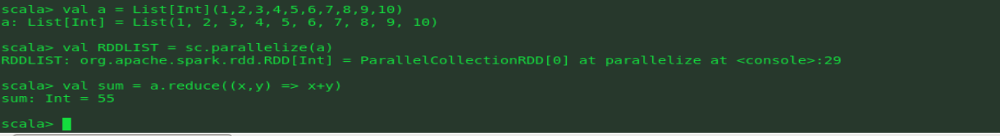 scala> val a = List[Int](1,2,3,4,5,6,7,8,9,10)
a: List[Int] = List(1, 2, 3, 4, 5, 6, 7, 8, 9, 10)
scala> val RDDLIST = sc.parallelize(a)
RDDLIST: org.apache.spark.rdd.RDD[Int] = ParallelCollectionRDD[0] at parallelize at <console>:29
scala> val sum = a.reduce((x,y) => x+y)
sum: Int = 55
scala>